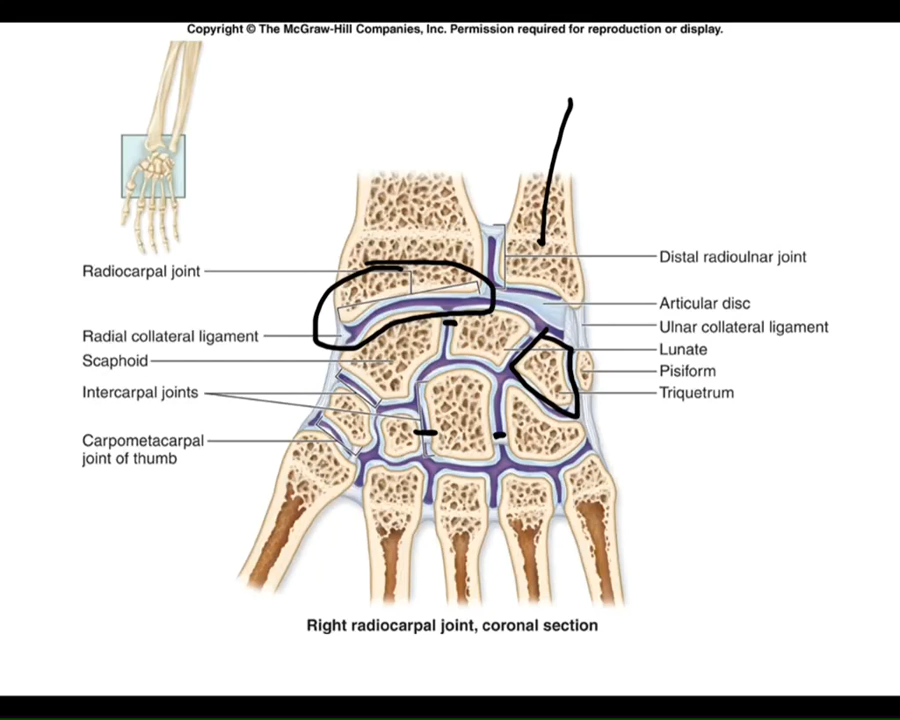 Copyright © The McGraw-Hill Companies, Inc. Permission required for reproduction or display.
Radiocarpal joint
Radial collateral ligament
Scaphoid
Intercarpal joints
Carpometacarpal
joint of thumb
Distal radioulnar joint
Articular disc
Ulnar collateral ligament
Lunate
Pisiform
Triquetrum
Right radiocarpal joint, coronal section